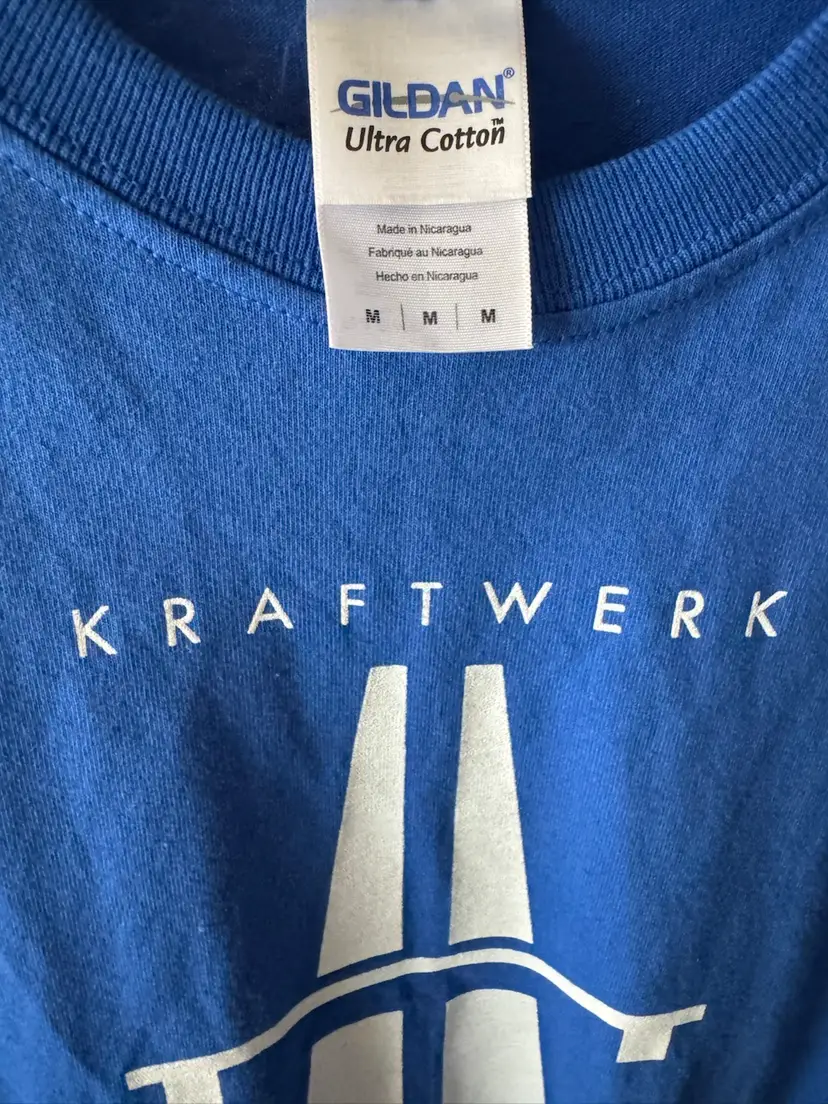 GILDAN®
Ultra Cotton™
Made in Nicaragua
Fabriqué au Nicaragua
Hecho en Nicaragua
M | M | M
KRAFTWERK